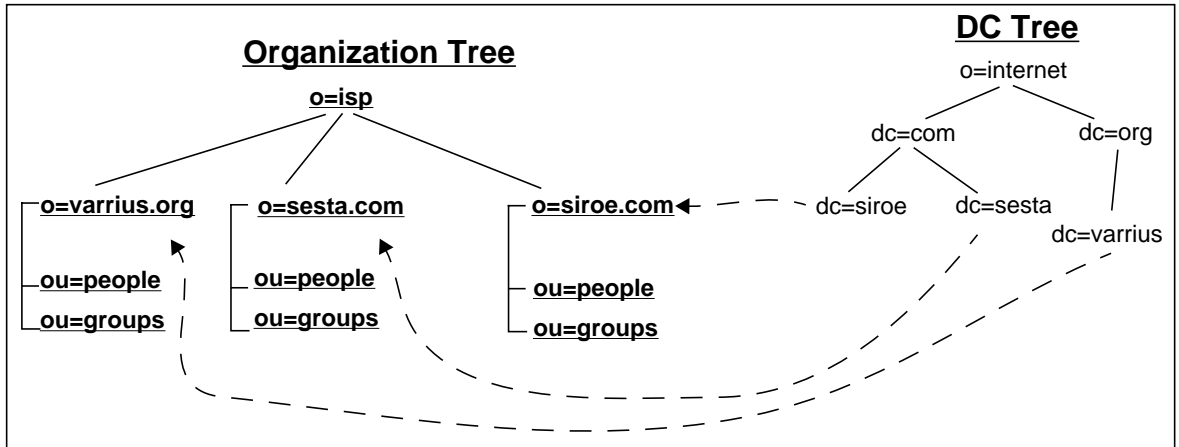 Organization Tree
o=isp
o=varrius.org
ou=people
ou=groups
o=sesta.com
ou=people
ou=groups
o=siroe.com
ou=people
ou=groups
DC Tree
o=internet
dc=com
dc=org
dc=siroe
dc=sesta
dc=varrius